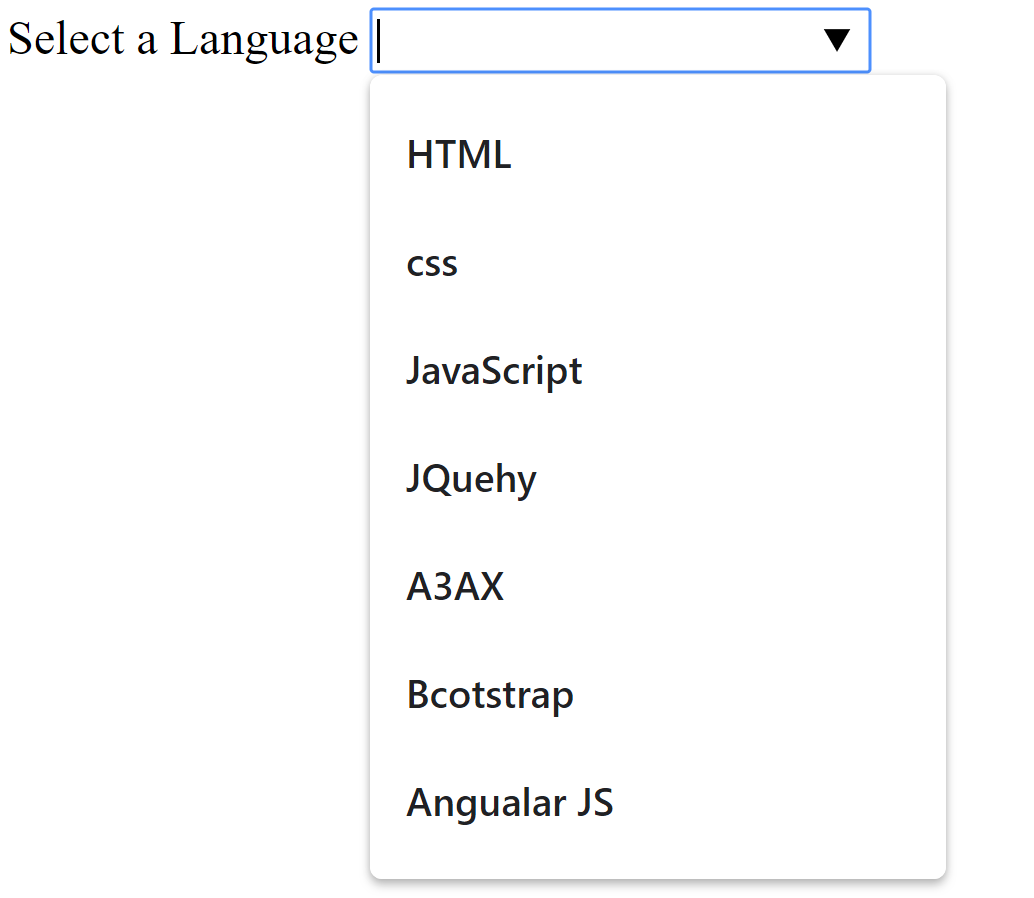 Select a Language
HTML
css
JavaScript
JQuehy
A3AX
Bcotstrap
Angualar JS